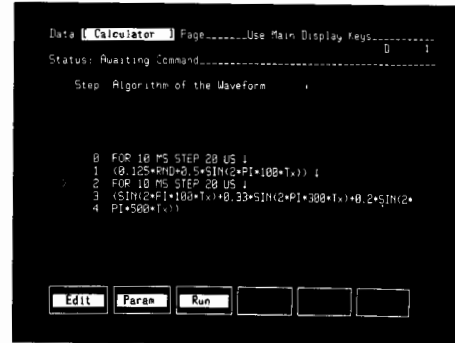 Data [ Calculator ] Page_______Use Main Display Keys_______
D 1
Status: Awaiting Command
Step Algorithm of the Waveform
0 FOR 10 MS STEP 20 US ↓
1 (0.125*RND+0.5*SIN(2*PI*100*Tx)) ↓
> 2 FOR 10 MS STEP 20 US ↓
3 (SIN(2*PI*100*Tx)+0.33*SIN(2*PI*300*Tx)+0.2*SIN(2*
4 PI*500*Tx))
Edit Param Run